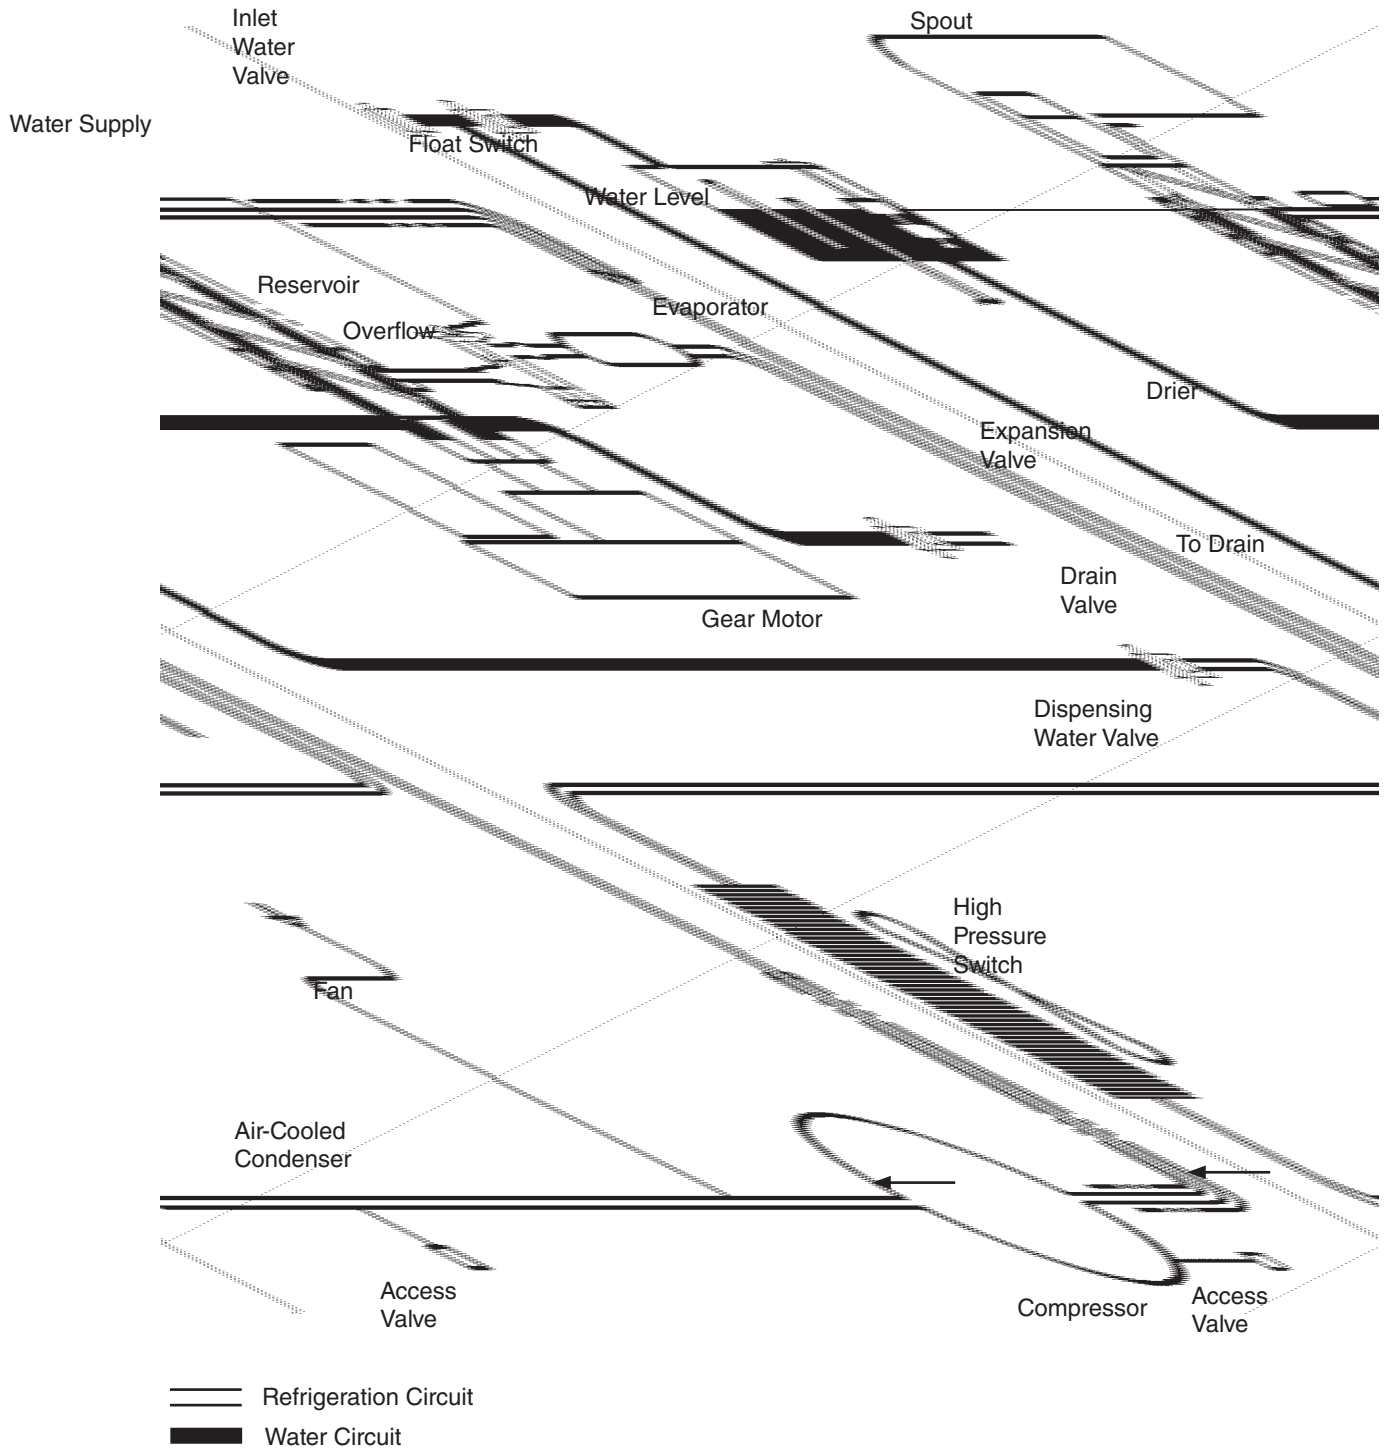 Inlet
Water
Valve
Spout
Water Supply
Float Switch
Water Level
Reservoir
Evaporator
Overflow
Drier
Expansion
Valve
To Drain
Drain
Valve
Gear Motor
Dispensing
Water Valve
High
Pressure
Switch
Fan
Air-Cooled
Condenser
Access
Valve
Compressor
Access
Valve
Refrigeration Circuit
Water Circuit